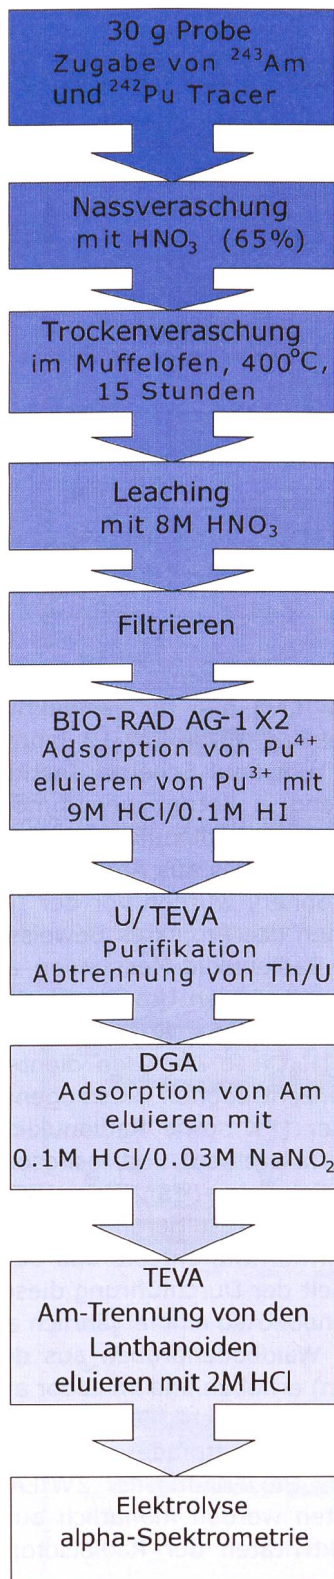 30 g Probe
Zugabe von ²⁴³Am
und ²⁴²Pu Tracer
Nassveraschung
mit HNO₃ (65%)
Trockenveraschung
im Muffelofen, 400°C,
15 Stunden
Leaching
mit 8M HNO₃
Filtrieren
BIO-RAD AG-1 X2
Adsorption von Pu⁴⁺
eluieren von Pu³⁺ mit
9M HCl/0.1M HI
U/TEVA
Purifikation
Abtrennung von Th/U
DGA
Adsorption von Am
eluieren mit
0.1M HCl/0.03M NaNO₂
TEVA
Am-Trennung von den
Lanthanoiden
eluieren mit 2M HCl
Elektrolyse
alpha-Spektrometrie